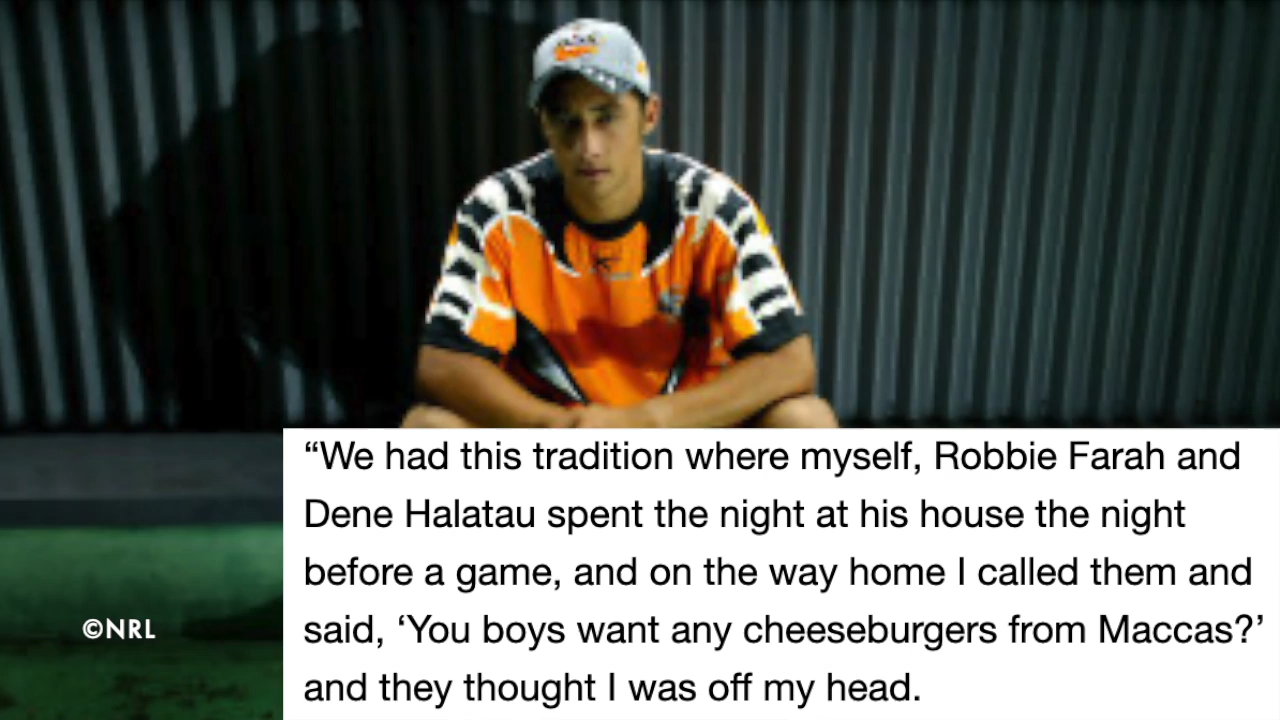 “We had this tradition where myself, Robbie Farah and
Dene Halatau spent the night at his house the night
before a game, and on the way home I called them and
said, ‘You boys want any cheeseburgers from Maccas?’
and they thought I was off my head.
©NRL